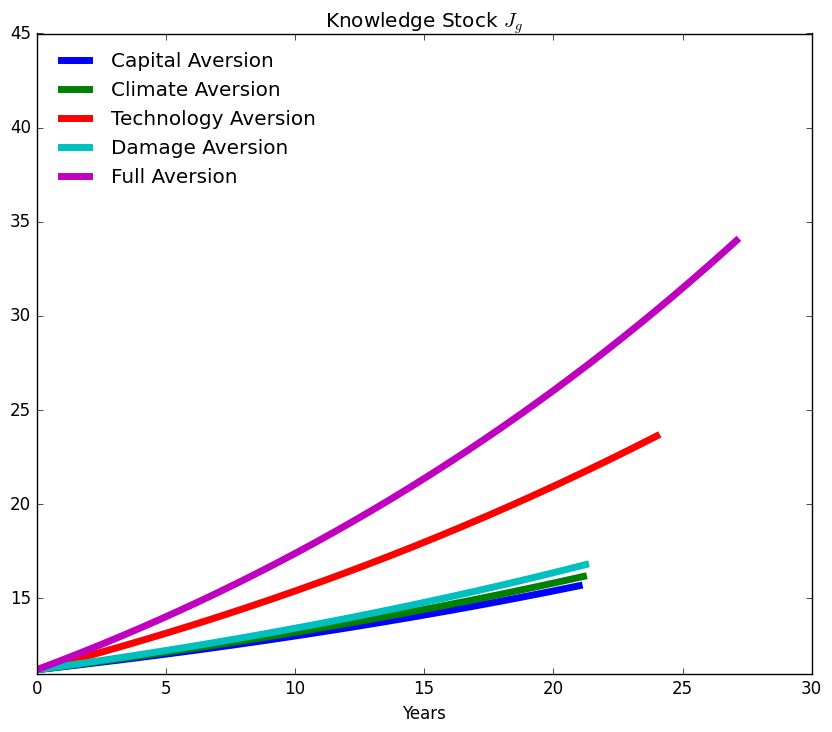 Knowledge Stock J_g
45
40
35
30
25
20
15
Capital Aversion
Climate Aversion
Technology Aversion
Damage Aversion
Full Aversion
0 5 10 15 20 25 30
Years